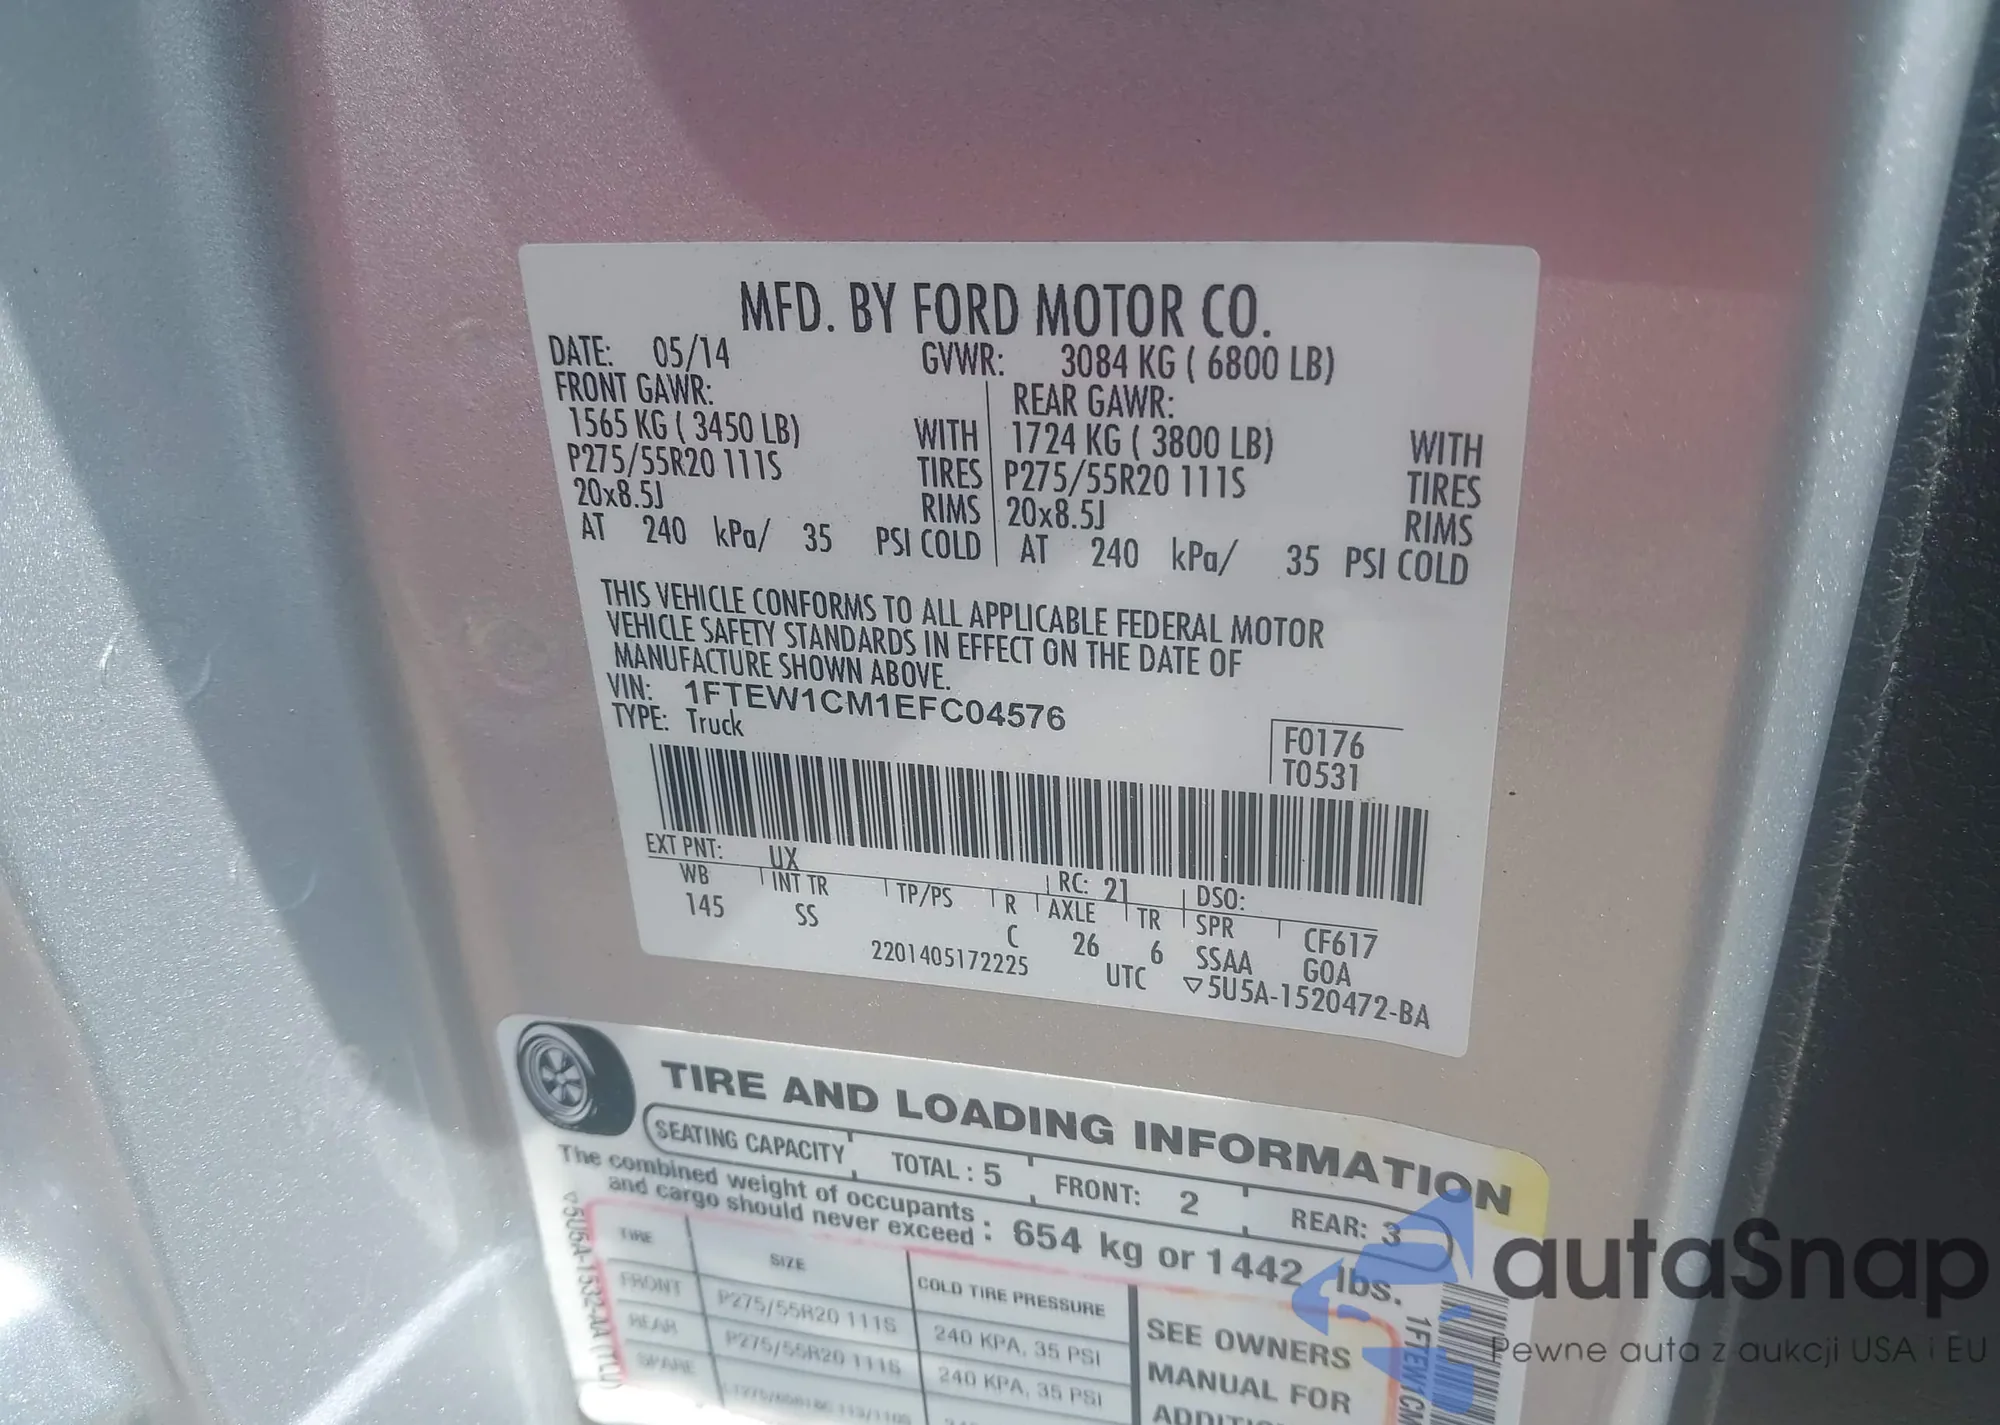 MFD. BY FORD MOTOR CO.
DATE: 05/14 GVWR: 3084 KG ( 6800 LB)
FRONT GAWR: REAR GAWR:
1565 KG ( 3450 LB) WITH 1724 KG ( 3800 LB) WITH
P275/55R20 111S TIRES P275/55R20 111S TIRES
20x8.5J RIMS 20x8.5J RIMS
AT 240 kPa/ 35 PSI COLD AT 240 kPa/ 35 PSI COLD
THIS VEHICLE CONFORMS TO ALL APPLICABLE FEDERAL MOTOR
VEHICLE SAFETY STANDARDS IN EFFECT ON THE DATE OF
MANUFACTURE SHOWN ABOVE.
VIN: 1FTEW1CM1EFC04576
TYPE: Truck
F0176
T0531
EXT PNT: UX RC: 21 DSO:
WB INT TR TP/PS R AXLE TR SPR CF617
145 SS C 26 6 SSAA GOA
2201405172225 UTC ▽5U5A-1520472-BA
TIRE AND LOADING INFORMATION
SEATING CAPACITY TOTAL : 5 FRONT: 2 REAR: 3
The combined weight of occupants
and cargo should never exceed : 654 kg or 1442 lbs.
TIRE SIZE COLD TIRE PRESSURE
FRONT P275/55R20 111S 240 KPA, 35 PSI
REAR P275/55R20 111S 240 KPA, 35 PSI
SPARE
SEE OWNERS
MANUAL FOR
1FTEW1CM
autaSnap
Pewne auta z aukcji USA i EU